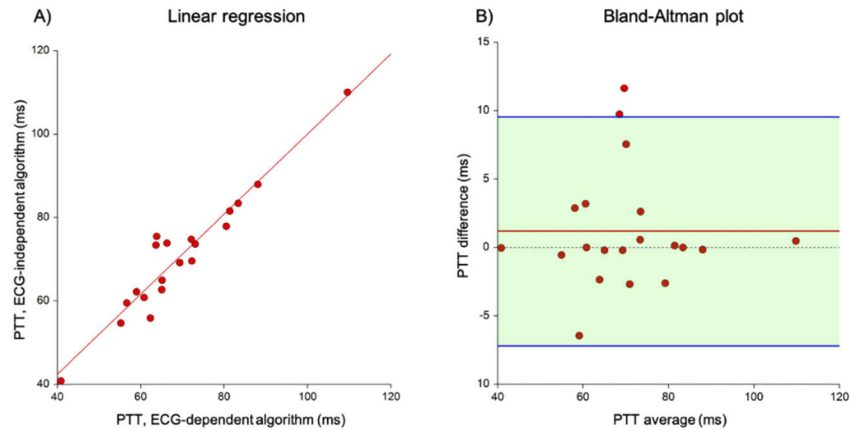 A)
Linear regression
120
100
80
60
40
40
60
80
100
120
PTT, ECG-independent algorithm (ms)
PTT, ECG-dependent algorithm (ms)
B)
Bland-Altman plot
15
10
5
0
-5
10
40
60
80
100
120
PTT difference (ms)
PTT average (ms)